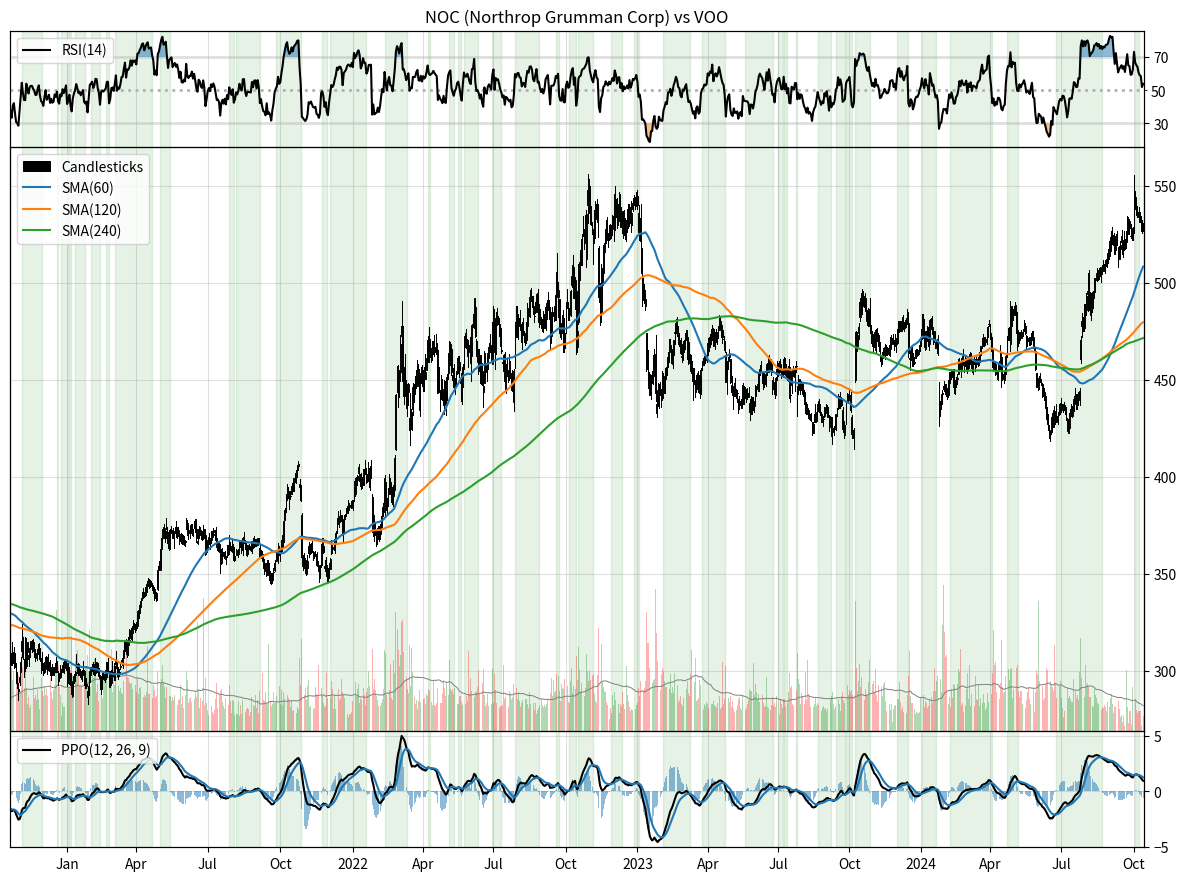 NOC (Northrop Grumman Corp) vs VOO
RSI(14)
70
50
30
Candlesticks
SMA(60)
SMA(120)
SMA(240)
550
500
450
400
350
300
PPO(12, 26, 9)
5
0
−5
Jan Apr Jul Oct 2022 Apr Jul Oct 2023 Apr Jul Oct 2024 Apr Jul Oct